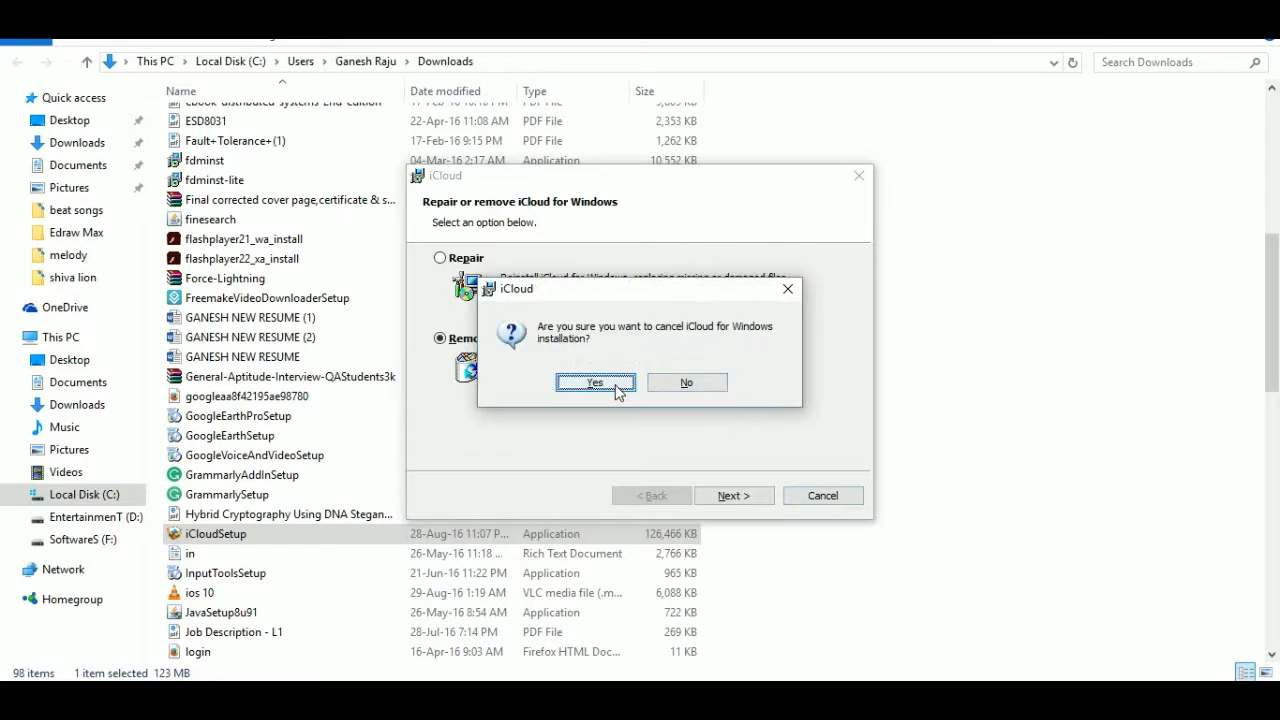 This PC
Local Disk (C:)
Users
Ganesh Raju
Downloads
Search Downloads
Name
Date modified
Type
Size
Quick access
Desktop
Downloads
Documents
Pictures
beat songs
Edraw Max
melody
shiva lion
OneDrive
This PC
Desktop
Documents
Downloads
Music
Pictures
Videos
Local Disk (C:)
EntertainmenT (D:)
SoftwareS (F:)
Network
Homegroup
ESD8031 22-Apr-16 11:08 AM PDF File 2,353 KB
Fault+Tolerance+(1) 17-Feb-16 9:15 PM PDF File 1,262 KB
fdminst 04-Mar-16 2:17 AM Application 10,552 KB
fdminst-lite
Final corrected cover page,certificate & s...
finesearch
flashplayer21_wa_install
flashplayer22_xa_install
Force-Lightning
FreemakeVideoDownloaderSetup
GANESH NEW RESUME (1)
GANESH NEW RESUME (2)
GANESH NEW RESUME
General-Aptitude-Interview-QAStudents3k
googleaa8f42195ae98780
GoogleEarthProSetup
GoogleEarthSetup
GoogleVoiceAndVideoSetup
GrammarlyAddInSetup
GrammarlySetup
Hybrid Cryptography Using DNA Stegan...
iCloudSetup 28-Aug-16 11:07 P... Application 126,466 KB
in 26-May-16 11:18 ... Rich Text Document 2,766 KB
InputToolsSetup 21-Jun-16 11:22 PM Application 965 KB
ios 10 29-Aug-16 1:19 AM VLC media file (.m... 6,088 KB
JavaSetup8u91 26-May-16 8:54 AM Application 722 KB
Job Description - L1 28-Jul-16 7:14 PM PDF File 269 KB
login 16-Apr-16 9:03 AM Firefox HTML Doc... 11 KB
iCloud
Repair or remove iCloud for Windows
Select an option below.
Repair
Remo
iCloud
Are you sure you want to cancel iCloud for Windows
installation?
Yes
No
< Back
Next >
Cancel
98 items
1 item selected 123 MB